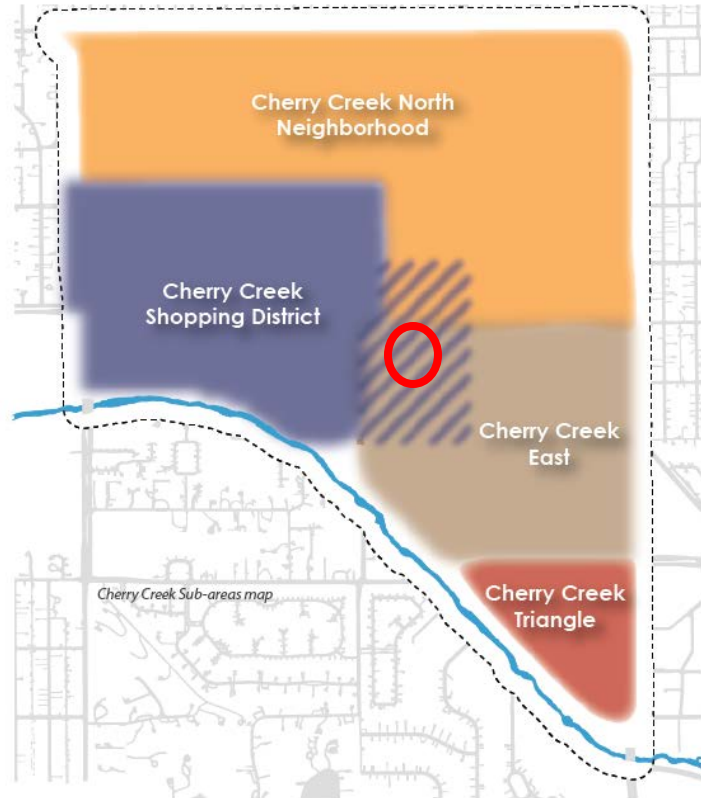 Cherry Creek North
Neighborhood
Cherry Creek
Shopping District
Cherry Creek
East
Cherry Creek Sub-areas map
Cherry Creek
Triangle